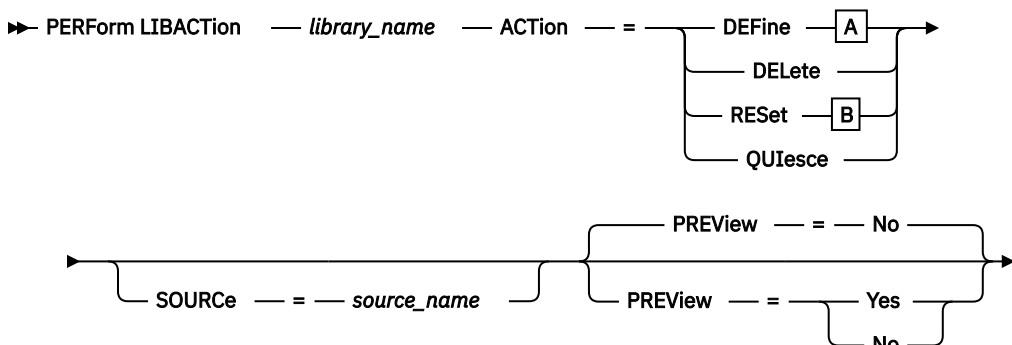 PERForm LIBACTion library_name ACTion = DEFine A
DELete
RESet B
QUIesce
PREView = No
SOURCe = source_name PREView = Yes
No